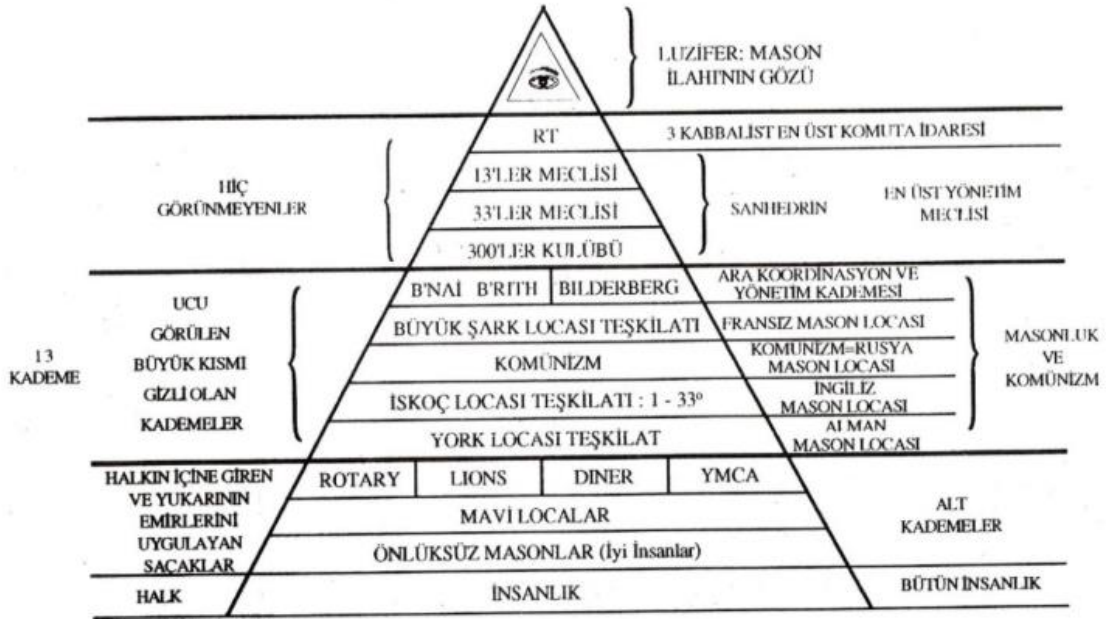 LUZİFER: MASON
İLAHI'NIN GÖZÜ
RT
3 KABBALİST EN ÜST KOMUTA İDARESİ
HİÇ
GÖRÜNMEYENLER
13'LER MECLİSİ
33'LER MECLİSİ
300'LER KULÜBÜ
SANHEDRİN
EN ÜST YÖNETİM
MECLİSİ
13
KADEME
UCU
GÖRÜLEN
BÜYÜK KISMI
GİZLİ OLAN
KADEMELER
B'NAİ B'RITH
BILDERBERG
ARA KOORDİNASYON VE
YÖNETİM KADEMESİ
BÜYÜK ŞARK LOCASI TEŞKİLATI
FRANSIZ MASON LOCASI
KOMÜNİZM
KOMÜNİZM=RUSYA
MASON LOCASI
İSKOÇ LOCASI TEŞKİLATI : 1 - 33º
İNGİLİZ
MASON LOCASI
YORK LOCASI TEŞKİLAT
ALMAN
MASON LOCASI
MASONLUK
VE
KOMÜNİZM
HALKIN İÇİNE GİREN
VE YUKARININ
EMİRLERİNİ
UYGULAYAN
SAÇAKLAR
ROTARY
LIONS
DINER
YMCA
MAVİ LOCALAR
ÖNLÜKSÜZ MASONLAR (İyi İnsanlar)
ALT
KADEMELER
HALK
İNSANLIK
BÜTÜN İNSANLIK